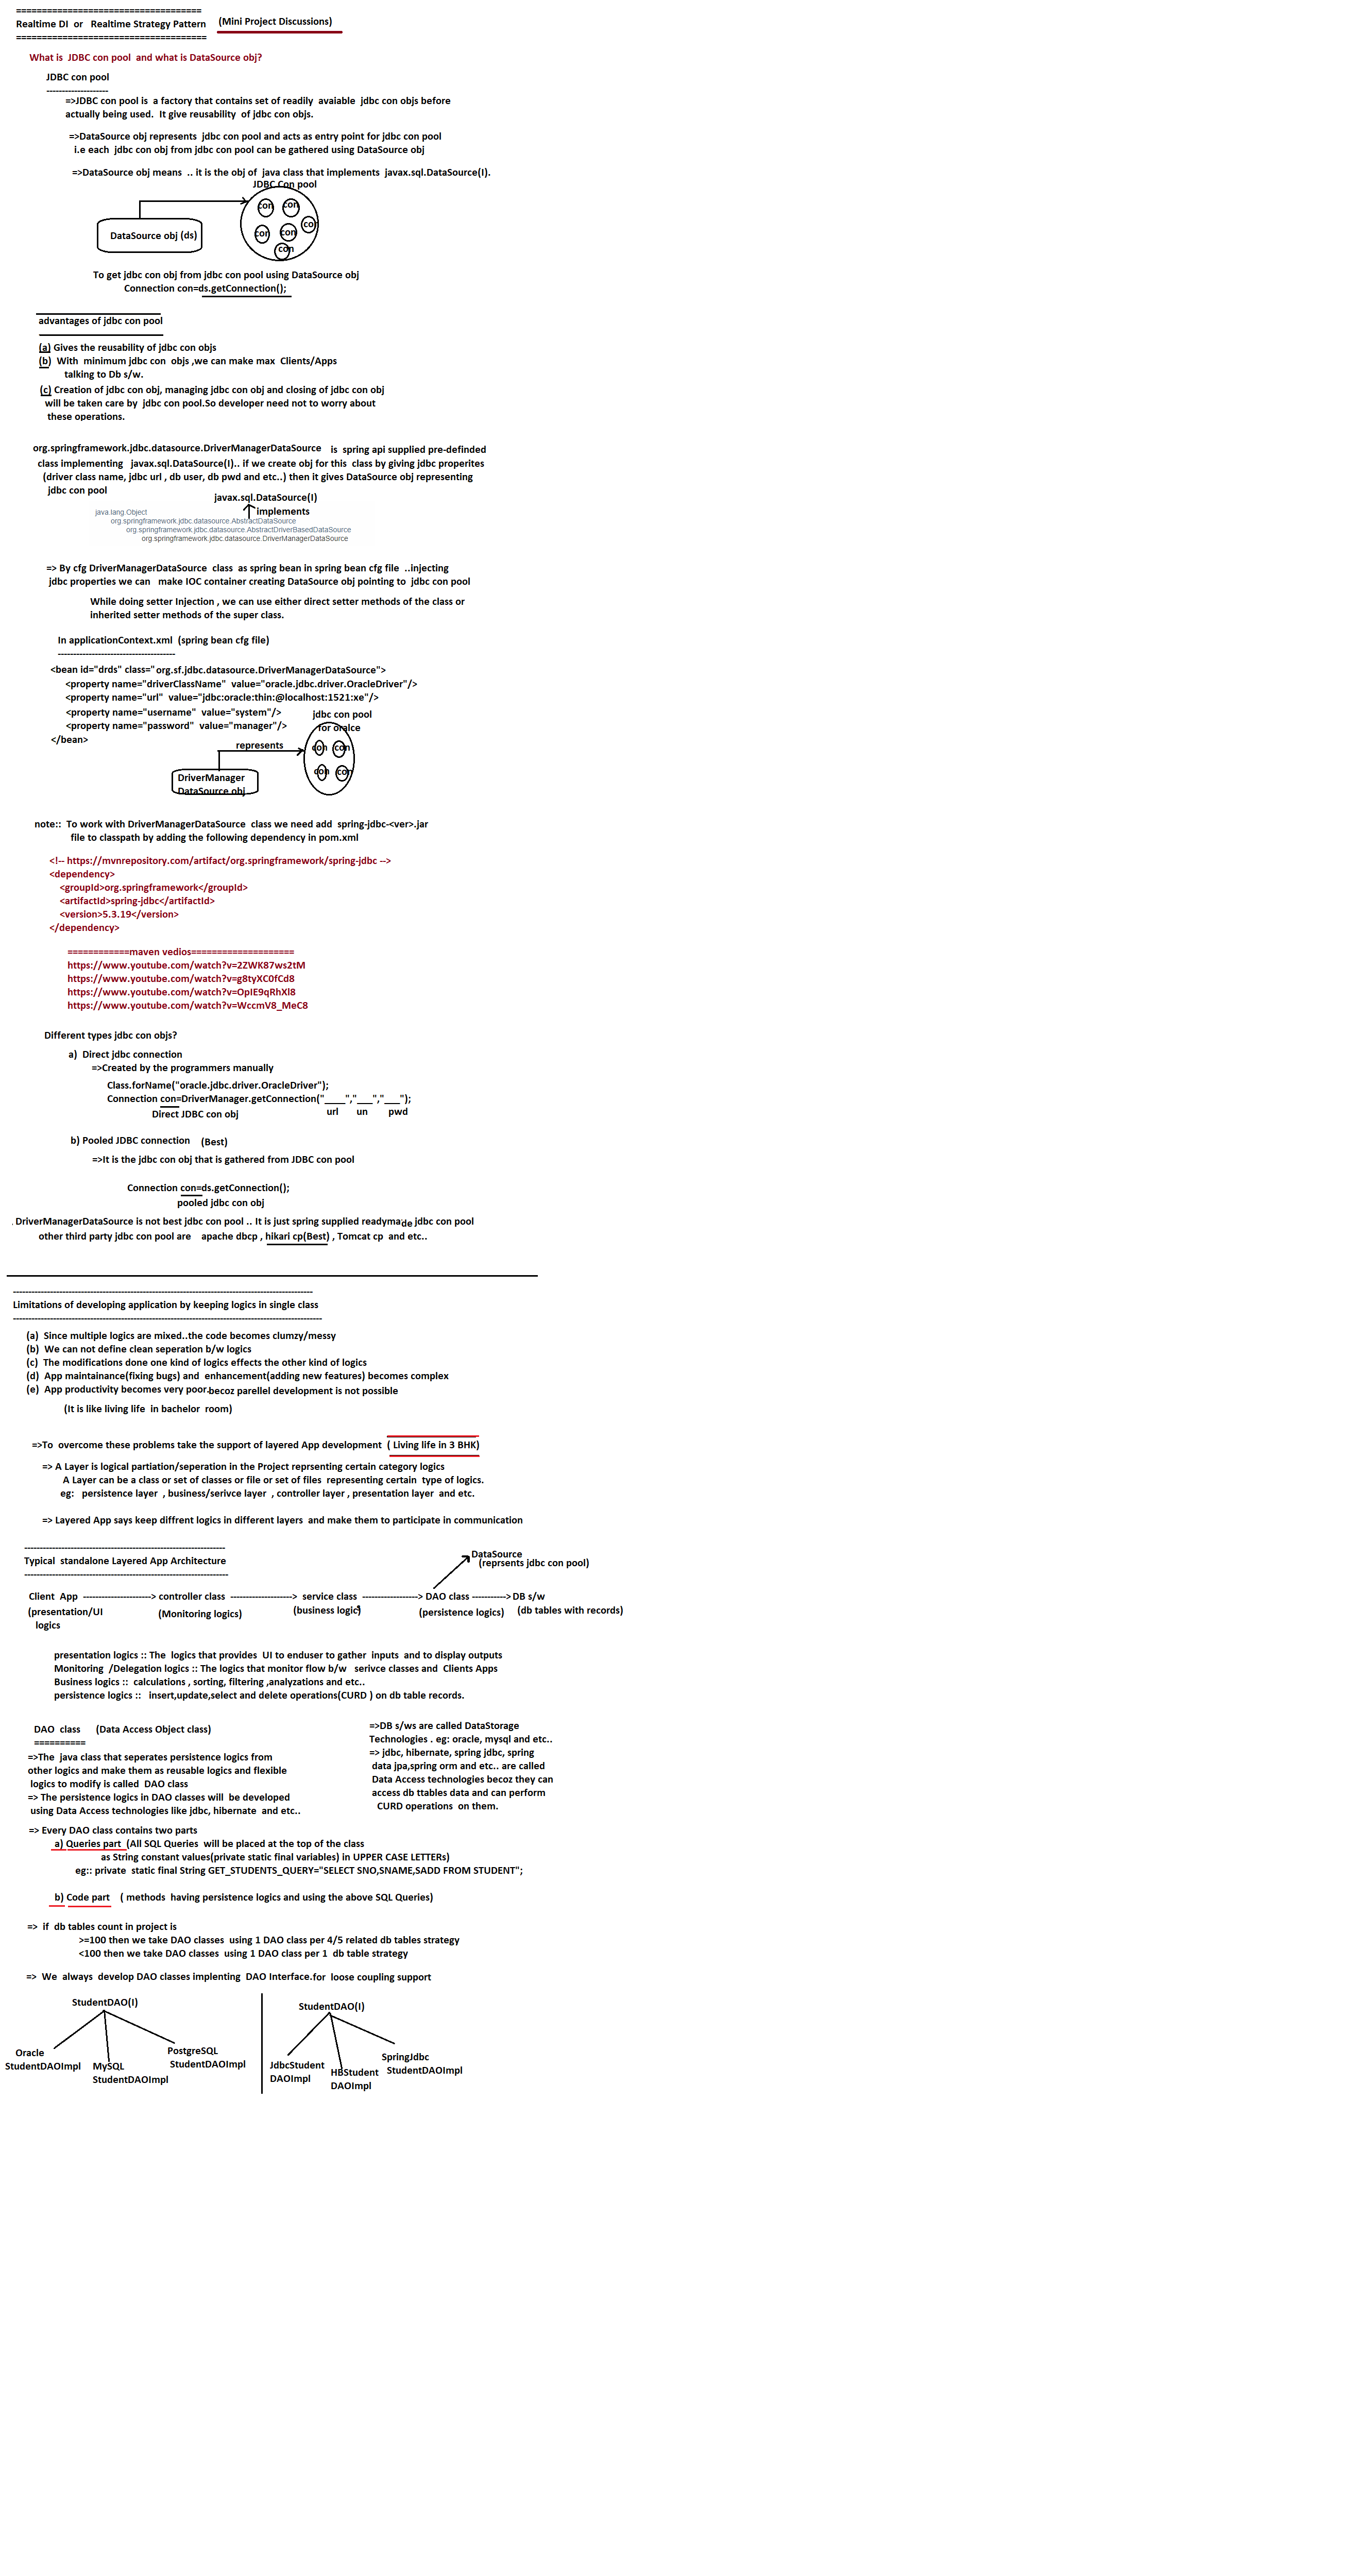 ====================================
Realtime DI  or   Realtime Strategy Pattern    (Mini Project Discussions)
=====================================
What is  JDBC con pool  and what is DataSource obj?
JDBC con pool
--------------------
=>JDBC con pool is  a factory that contains set of readily  avaiable  jdbc con objs before
actually being used.  It give reusability  of jdbc con objs.
=>DataSource obj represents  jdbc con pool and acts as entry point for jdbc con pool
i.e each  jdbc con obj from jdbc con pool can be gathered using DataSource obj
=>DataSource obj means  .. it is the obj of  java class that implements  javax.sql.DataSource(I).
JDBC Con pool
con   con
con
con   con
con
DataSource obj (ds)
To get jdbc con obj from jdbc con pool using DataSource obj
Connection con=ds.getConnection();
advantages of jdbc con pool
(a) Gives the reusability of jdbc con objs
(b)  With  minimum jdbc con  objs ,we can make max  Clients/Apps
talking to Db s/w.
(c) Creation of jdbc con obj, managing jdbc con obj and closing of jdbc con obj
will be taken care by  jdbc con pool.So developer need not to worry about
these operations.
org.springframework.jdbc.datasource.DriverManagerDataSource    is  spring api supplied pre-definded
class implementing   javax.sql.DataSource(I).. if we create obj for this  class by giving jdbc properites
(driver class name, jdbc url , db user, db pwd and etc..) then it gives DataSource obj representing
jdbc con pool
javax.sql.DataSource(I)
implements
java.lang.Object
org.springframework.jdbc.datasource.AbstractDataSource
org.springframework.jdbc.datasource.AbstractDriverBasedDataSource
org.springframework.jdbc.datasource.DriverManagerDataSource
=> By cfg DriverManagerDataSource  class  as spring bean in spring bean cfg file  ..injecting
jdbc properties we can   make IOC container creating DataSource obj pointing to  jdbc con pool
While doing setter Injection , we can use either direct setter methods of the class or
inherited setter methods of the super class.
In applicationContext.xml  (spring bean cfg file)
--------------------------------------
<bean id="drds" class="org.sf.jdbc.datasource.DriverManagerDataSource">
<property name="driverClassName"  value="oracle.jdbc.driver.OracleDriver"/>
<property name="url"  value="jdbc:oracle:thin:@localhost:1521:xe"/>
<property name="username"  value="system"/>
<property name="password"  value="manager"/>
</bean>
jdbc con pool
for oralce
con   con
con   con
represents
DriverManager
DataSource obj
note::  To work with DriverManagerDataSource  class we need add  spring-jdbc-<ver>.jar
file to classpath by adding the following dependency in pom.xml
<!-- https://mvnrepository.com/artifact/org.springframework/spring-jdbc -->
<dependency>
<groupId>org.springframework</groupId>
<artifactId>spring-jdbc</artifactId>
<version>5.3.19</version>
</dependency>
============maven vedios====================
https://www.youtube.com/watch?v=2ZWK87ws2tM
https://www.youtube.com/watch?v=g8tyXC0fCd8
https://www.youtube.com/watch?v=OpIE9qRhXl8
https://www.youtube.com/watch?v=WccmV8_MeC8
Different types jdbc con objs?
a)  Direct jdbc connection
=>Created by the programmers manually
Class.forName("oracle.jdbc.driver.OracleDriver");
Connection con=DriverManager.getConnection("____","___","___");
Direct JDBC con obj    url    un    pwd
b) Pooled JDBC connection    (Best)
=>It is the jdbc con obj that is gathered from JDBC con pool
Connection con=ds.getConnection();
pooled jdbc con obj
. DriverManagerDataSource is not best jdbc con pool .. It is just spring supplied readymade jdbc con pool
other third party jdbc con pool are    apache dbcp , hikari cp(Best) , Tomcat cp  and etc..
-------------------------------------------------------------------------------------------------
Limitations of developing application by keeping logics in single class
----------------------------------------------------------------------------------------------------
(a)  Since multiple logics are mixed..the code becomes clumzy/messy
(b)  We can not define clean seperation b/w logics
(c)  The modifications done one kind of logics effects the other kind of logics
(d)  App maintainance(fixing bugs) and  enhancement(adding new features) becomes complex
(e)  App productivity becomes very poor.becoz parellel development is not possible
(It is like living life  in bachelor  room)
=>To  overcome these problems take the support of layered App development  ( Living life in 3 BHK)
=> A Layer is logical partiation/seperation in the Project reprsenting certain category logics
A Layer can be a class or set of classes or file or set of files  representing certain  type of logics.
eg:   persistence layer  , business/serivce layer  , controller layer , presentation layer  and etc.
=> Layered App says keep diffrent logics in different layers  and make them to participate in communication
-----------------------------------------------------------------
Typical  standalone Layered App Architecture
------------------------------------------------------------------
DataSource
(reprsents jdbc con pool)
Client  App  ----------------------> controller class  --------------------->  service class  ------------------> DAO class -----------> DB s/w
(presentation/UI    (Monitoring logics)    (business logic)    (persistence logics)    (db tables with records)
logics
presentation logics :: The  logics that provides  UI to enduser to gather  inputs  and to display outputs
Monitoring  /Delegation logics :: The logics that monitor flow b/w   serivce classes and  Clients Apps
Business logics ::  calculations , sorting, filtering ,analyzations and etc..
persistence logics ::   insert,update,select and delete operations(CURD ) on db table records.
DAO  class      (Data Access Object class)
==========
=>The  java class that seperates persistence logics from
other logics and make them as reusable logics and flexible
logics to modify is called  DAO class
=> The persistence logics in DAO classes will  be developed
using Data Access technologies like jdbc, hibernate  and etc..
=>DB s/ws are called DataStorage
Technologies . eg: oracle, mysql and etc..
=> jdbc, hibernate, spring jdbc, spring
data jpa,spring orm and etc.. are called
Data Access technologies becoz they can
access db ttables data and can perform
CURD operations  on them.
=> Every DAO class contains two parts
a) Queries part  (All SQL Queries  will be placed at the top of the class
as String constant values(private static final variables) in UPPER CASE LETTERs)
eg:: private  static final String GET_STUDENTS_QUERY="SELECT SNO,SNAME,SADD FROM STUDENT";
b) Code part    ( methods  having persistence logics and using the above SQL Queries)
=>  if  db tables count in project is
>=100 then we take DAO classes  using 1 DAO class per 4/5 related db tables strategy
<100 then we take DAO classes  using 1 DAO class per 1  db table strategy
=>  We  always  develop DAO classes implenting  DAO Interface.for  loose coupling support
StudentDAO(I)
Oracle
StudentDAOImpl
MySQL
StudentDAOImpl
PostgreSQL
StudentDAOImpl
StudentDAO(I)
JdbcStudent
DAOImpl
HBStudent
DAOImpl
SpringJdbc
StudentDAOImpl